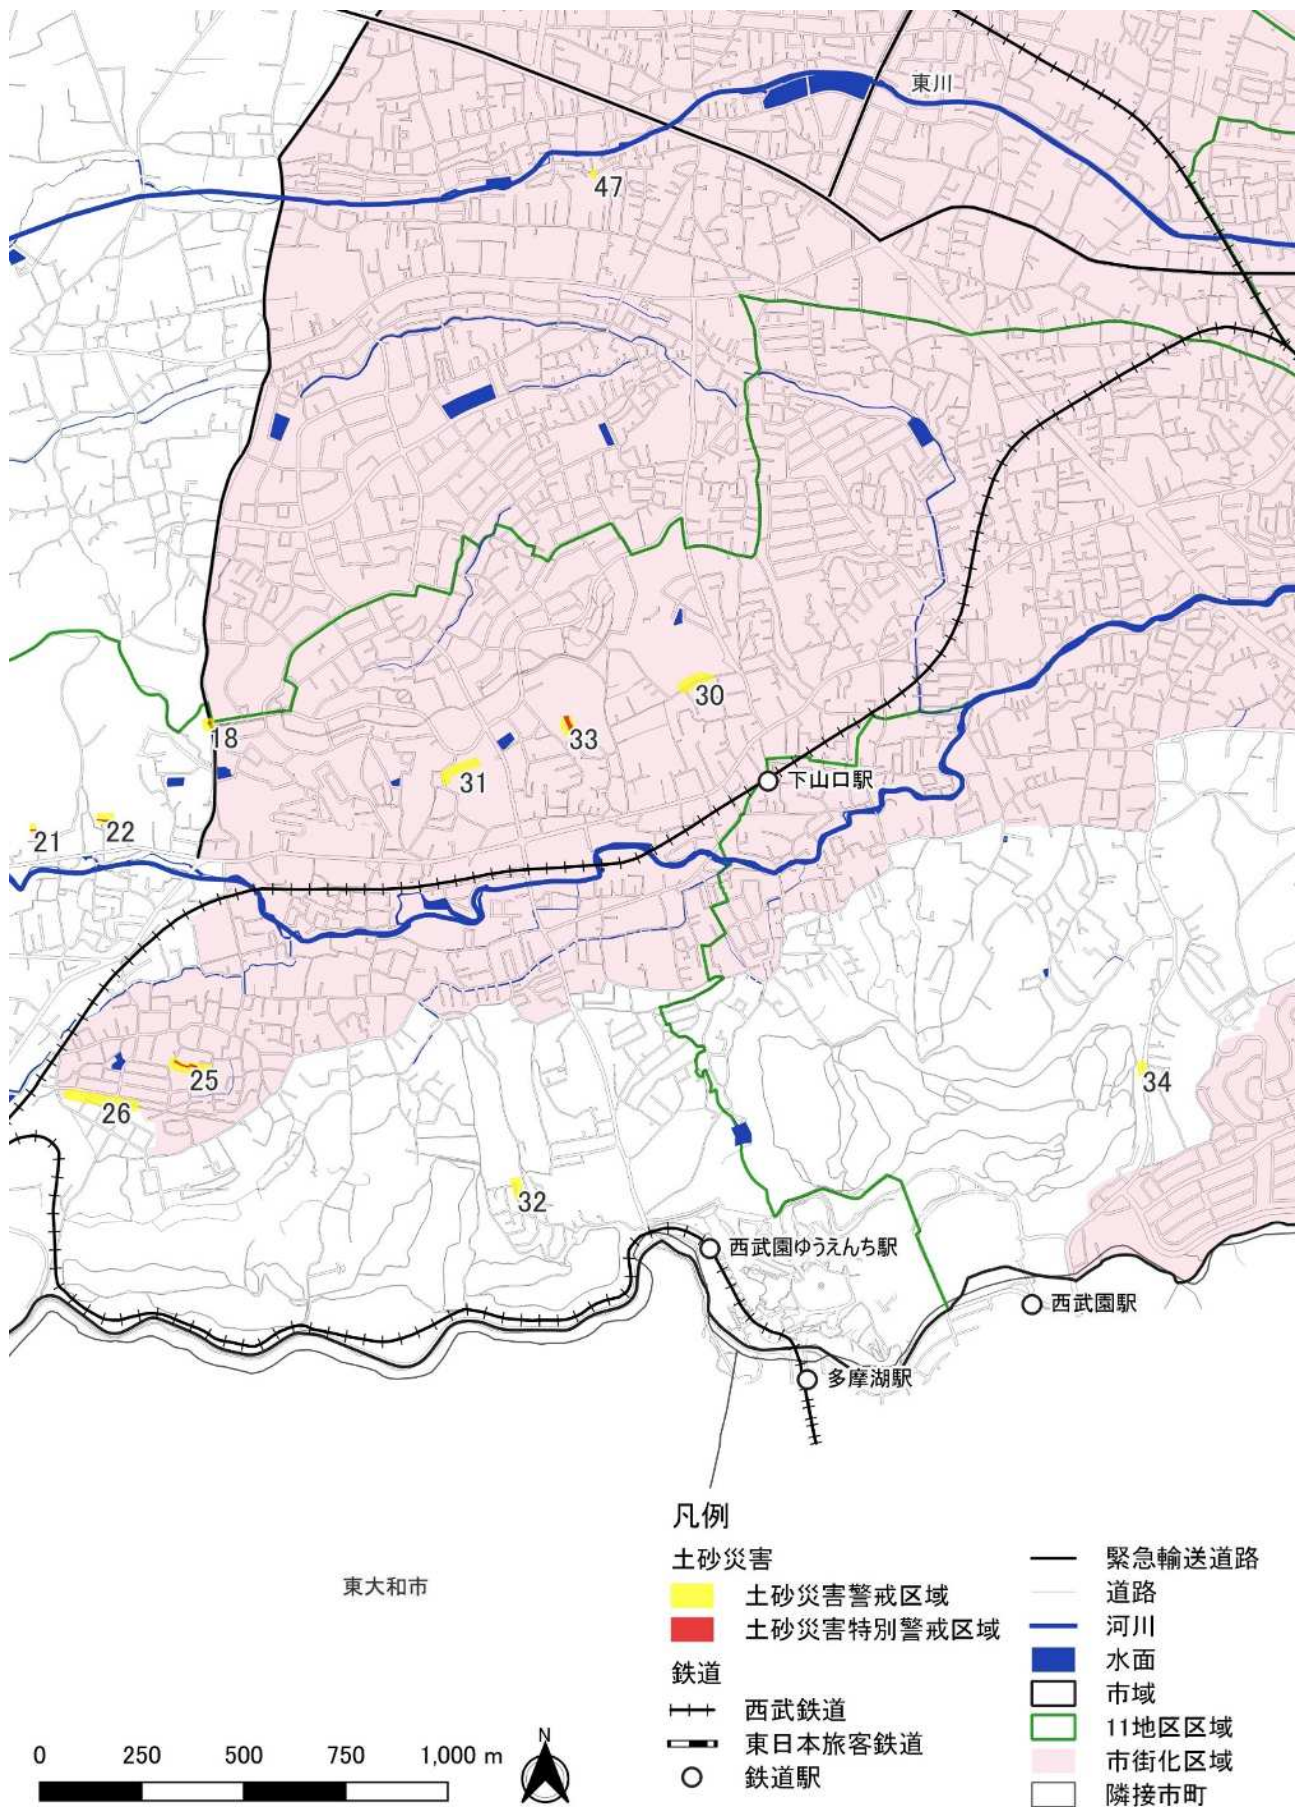 東川
47
30
18
33
31
下山口駅
22
21
25
34
26
32
西武園ゆうえんち駅
西武園駅
多摩湖駅
凡例
土砂災害
土砂災害警戒区域
土砂災害特別警戒区域
鉄道
西武鉄道
東日本旅客鉄道
鉄道駅
緊急輸送道路
道路
河川
水面
市域
11地区区域
市街化区域
隣接市町
東大和市
0 250 500 750 1,000 m
N